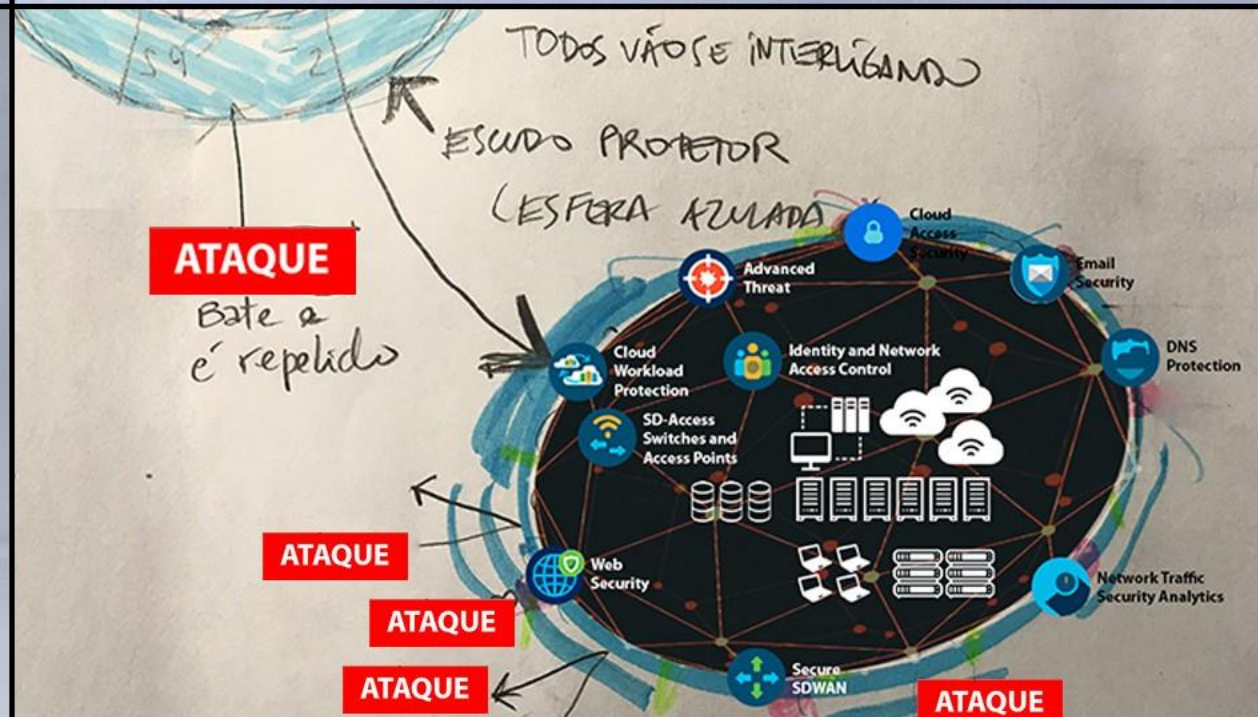 TODOS VÃO SE INTERLIGANDO
ESCUDO PROTETOR
(ESFERA AZULADA
ATAQUE
Bate e
é repelido
Cloud
Access
Security
Advanced
Threat
Email
Security
DNS
Protection
Cloud
Workload
Protection
Identity and Network
Access Control
SD-Access
Switches and
Access Points
ATAQUE
Web
Security
Network Traffic
Security Analytics
ATAQUE
ATAQUE
Secure
SDWAN
ATAQUE